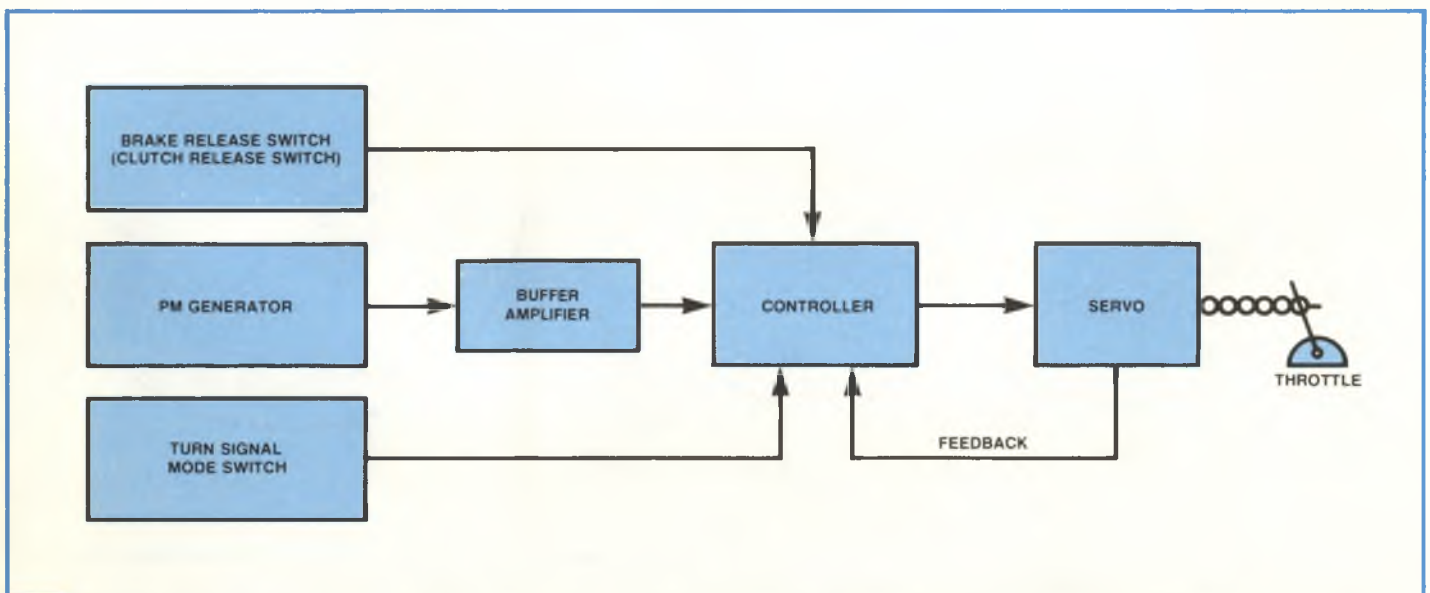 BRAKE RELEASE SWITCH
(CLUTCH RELEASE SWITCH)
PM GENERATOR
BUFFER
AMPLIFIER
CONTROLLER
SERVO
THROTTLE
TURN SIGNAL
MODE SWITCH
FEEDBACK